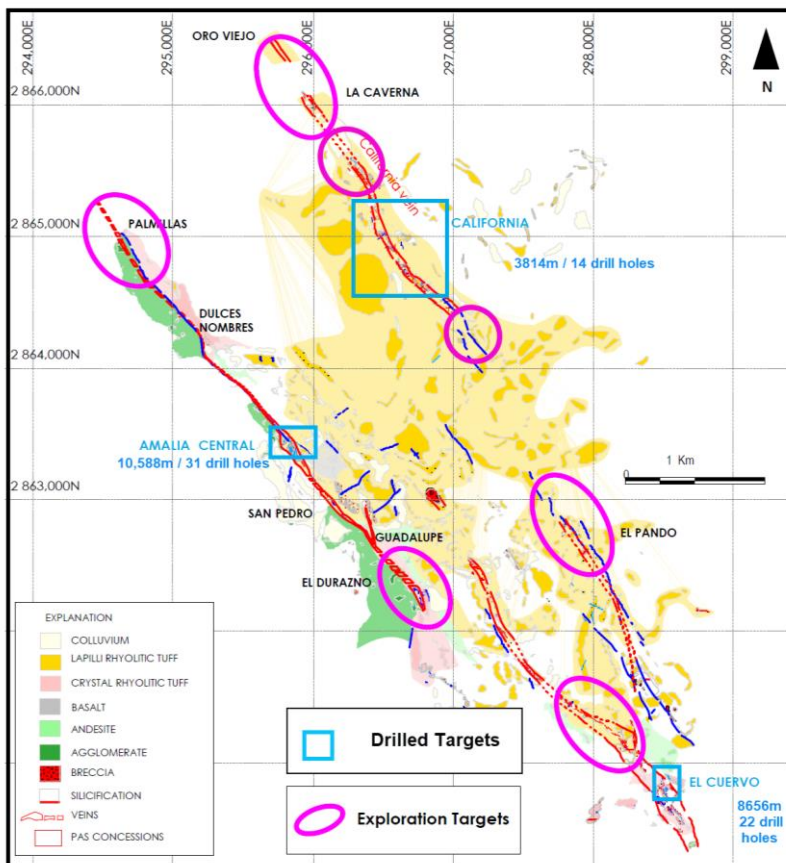 294,000E
295,000E
296,000E
297,000E
298,000E
299,000E
ORO VIEJO
N
2 866,000N
LA CAVERNA
California vein
2 865,000N
PALMILLAS
CALIFORNIA
3814m / 14 drill holes
DULCES
NOMBRES
2 864,000N
AMALIA CENTRAL
10,588m / 31 drill holes
1 Km
0
2 863,000N
SAN PEDRO
GUADALUPE
EL PANDO
EL DURAZNO
EXPLANATION
COLLUVIUM
LAPILLI RHYOLITIC TUFF
CRYSTAL RHYOLITIC TUFF
BASALT
ANDESITE
AGGLOMERATE
BRECCIA
SILICIFICATION
VEINS
PAS CONCESSIONS
Drilled Targets
Exploration Targets
EL CUERVO
8656m
22 drill
holes